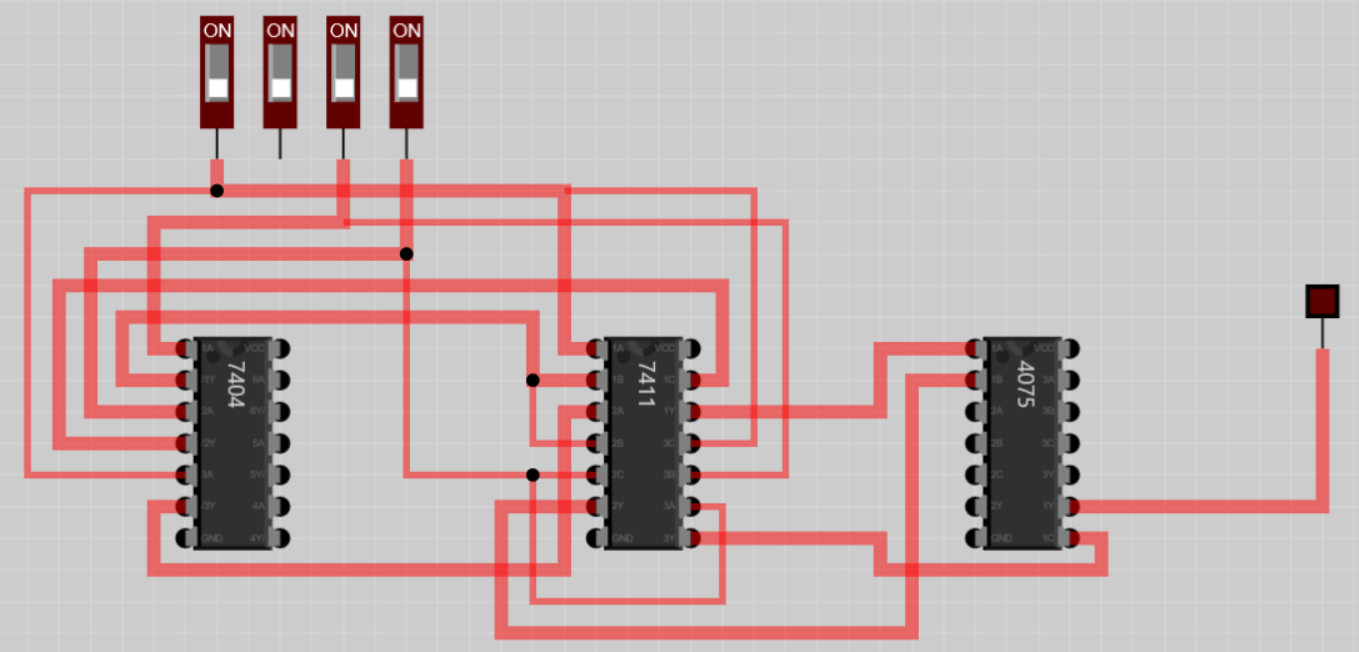 ON ON ON ON
1A VCC
/1Y 6A
2A 6Y/
/2Y 5A
3A 5Y/
/3Y 4A
GND 4Y/
7404
1A VCC
1B 1C
2A 1Y
2B 3C
2C 3B
2Y 3A
GND 3Y
7411
1A VCC
1B 3A
2A 3B
2B 3C
2C 3Y
2Y 1Y
GND 1C
4075